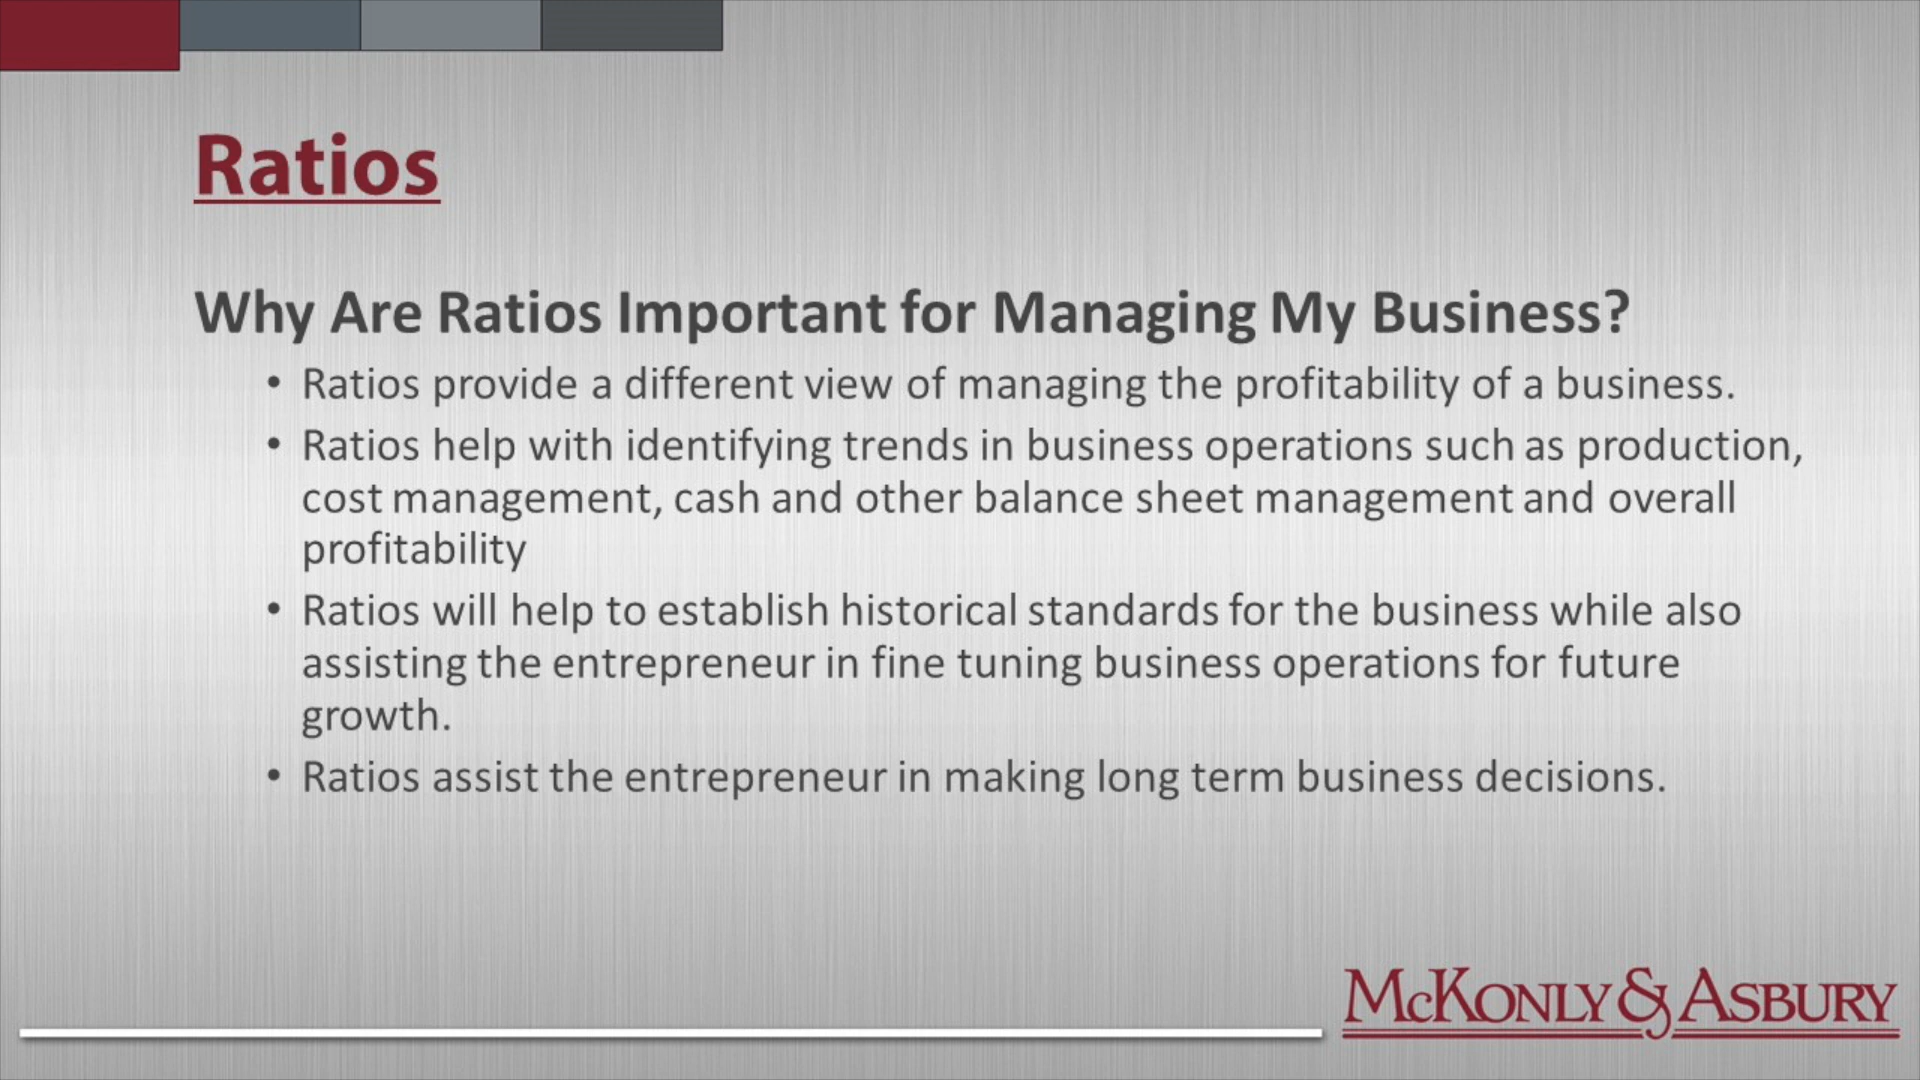 Ratios
Why Are Ratios Important for Managing My Business?
• Ratios provide a different view of managing the profitability of a business.
• Ratios help with identifying trends in business operations such as production,
cost management, cash and other balance sheet management and overall
profitability
• Ratios will help to establish historical standards for the business while also
assisting the entrepreneur in fine tuning business operations for future
growth.
• Ratios assist the entrepreneur in making long term business decisions.
McKonly & Asbury